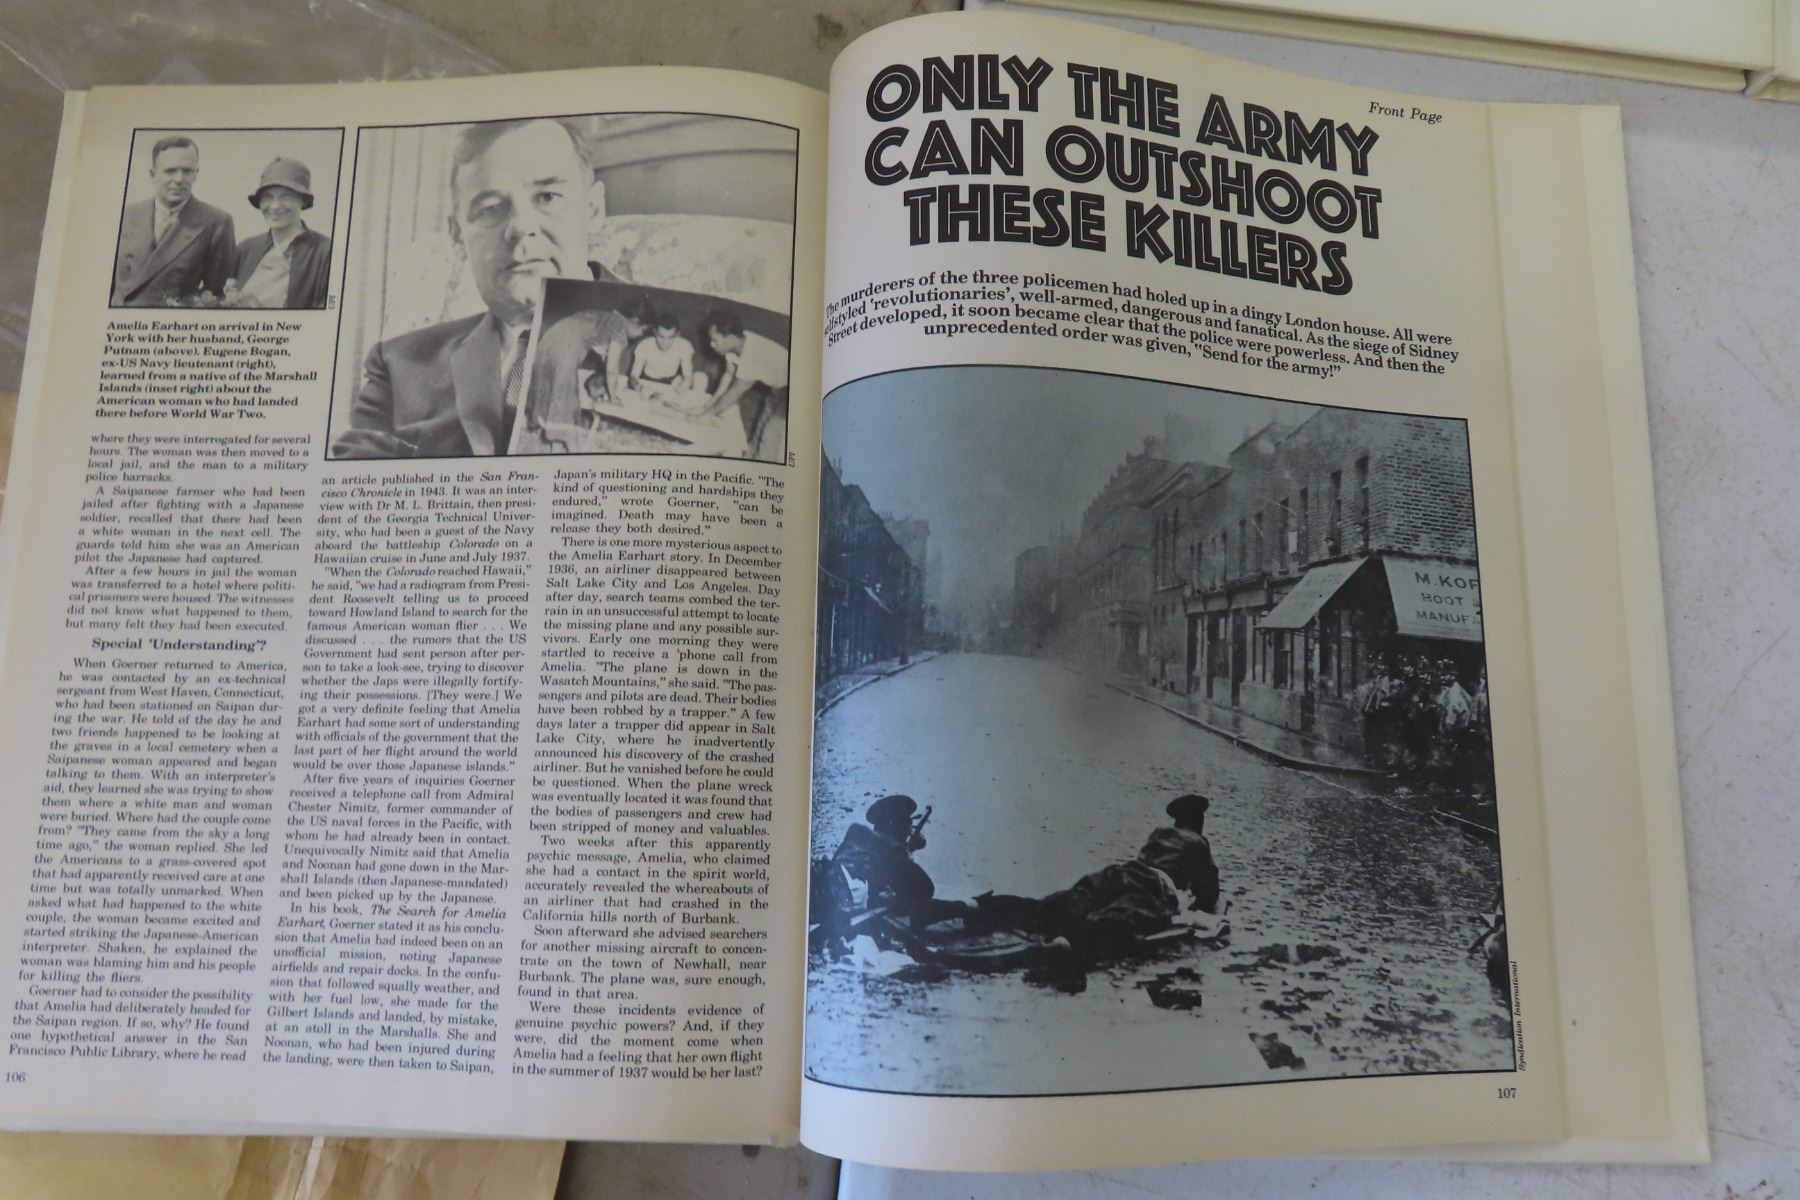 UPI
UPI
Amelia Earhart on arrival in New
York with her husband, George
Putnam (above). Eugene Bogan,
ex-US Navy lieutenant (right),
learned from a native of the Marshall
Islands (inset right) about the
American woman who had landed
there before World War Two.
where they were interrogated for several
hours. The woman was then moved to a
local jail, and the man to a military
police barracks.
A Saipanese farmer who had been
jailed after fighting with a Japanese
soldier, recalled that there had been
a white woman in the next cell. The
guards told him she was an American
pilot the Japanese had captured.
After a few hours in jail the woman
was transferred to a hotel where politi-
cal prisoners were housed. The witnesses
did not know what happened to them,
but many felt they had been executed.
Special 'Understanding'?
When Goerner returned to America,
he was contacted by an ex-technical
sergeant from West Haven, Connecticut,
who had been stationed on Saipan dur-
ing the war. He told of the day he and
two friends happened to be looking at
the graves in a local cemetery when a
Saipanese woman appeared and began
talking to them. With an interpreter's
aid, they learned she was trying to show
them where a white man and woman
were buried. Where had the couple come
from? "They came from the sky a long
time ago," the woman replied. She led
the Americans to a grass-covered spot
that had apparently received care at one
time but was totally unmarked. When
asked what had happened to the white
couple, the woman became excited and
started striking the Japanese-American
interpreter. Shaken, he explained the
woman was blaming him and his people
for killing the fliers.
Goerner had to consider the possibility
that Amelia had deliberately headed for
the Saipan region. If so, why? He found
one hypothetical answer in the San
Francisco Public Library, where he read
an article published in the San Fran-
cisco Chronicle in 1943. It was an inter-
view with Dr M. L. Brittain, then presi-
dent of the Georgia Technical Univer-
sity, who had been a guest of the Navy
aboard the battleship Colorado on a
Hawaiian cruise in June and July 1937.
"When the Colorado reached Hawaii,"
he said, "we had a radiogram from Presi-
dent Roosevelt telling us to proceed
toward Howland Island to search for the
famous American woman flier . . . We
discussed . . . the rumors that the US
Government had sent person after per-
son to take a look-see, trying to discover
whether the Japs were illegally fortify-
ing their possessions. [They were.] We
got a very definite feeling that Amelia
Earhart had some sort of understanding
with officials of the government that the
last part of her flight around the world
would be over those Japanese islands."
After five years of inquiries Goerner
received a telephone call from Admiral
Chester Nimitz, former commander of
the US naval forces in the Pacific, with
whom he had already been in contact.
Unequivocally Nimitz said that Amelia
and Noonan had gone down in the Mar-
shall Islands (then Japanese-mandated)
and been picked up by the Japanese.
In his book, The Search for Amelia
Earhart, Goerner stated it as his conclu-
sion that Amelia had indeed been on an
unofficial mission, noting Japanese
airfields and repair docks. In the confu-
sion that followed squally weather, and
with her fuel low, she made for the
Gilbert Islands and landed, by mistake,
at an atoll in the Marshalls. She and
Noonan, who had been injured during
the landing, were then taken to Saipan,
Japan's military HQ in the Pacific. "The
kind of questioning and hardships they
endured," wrote Goerner, "can be
imagined. Death may have been a
release they both desired."
There is one more mysterious aspect to
the Amelia Earhart story. In December
1936, an airliner disappeared between
Salt Lake City and Los Angeles. Day
after day, search teams combed the ter-
rain in an unsuccessful attempt to locate
the missing plane and any possible sur-
vivors. Early one morning they were
startled to receive a 'phone call from
Amelia. "The plane is down in the
Wasatch Mountains," she said. "The pas-
sengers and pilots are dead. Their bodies
have been robbed by a trapper." A few
days later a trapper did appear in Salt
Lake City, where he inadvertently
announced his discovery of the crashed
airliner. But he vanished before he could
be questioned. When the plane wreck
was eventually located it was found that
the bodies of passengers and crew had
been stripped of money and valuables.
Two weeks after this apparently
psychic message, Amelia, who claimed
she had a contact in the spirit world,
accurately revealed the whereabouts of
an airliner that had crashed in the
California hills north of Burbank.
Soon afterward she advised searchers
for another missing aircraft to concen-
trate on the town of Newhall, near
Burbank. The plane was, sure enough,
found in that area.
Were these incidents evidence of
genuine psychic powers? And, if they
were, did the moment come when
Amelia had a feeling that her own flight
in the summer of 1937 would be her last?
106
Front Page
ONLY THE ARMY
CAN OUTSHOOT
THESE KILLERS
The murderers of the three policemen had holed up in a dingy London house. All were
selfstyled 'revolutionaries', well-armed, dangerous and fanatical. As the siege of Sidney
Street developed, it soon became clear that the police were powerless. And then the
unprecedented order was given, "Send for the army!"
M.KOF
BOOT &
MANUFA
Syndication International
107